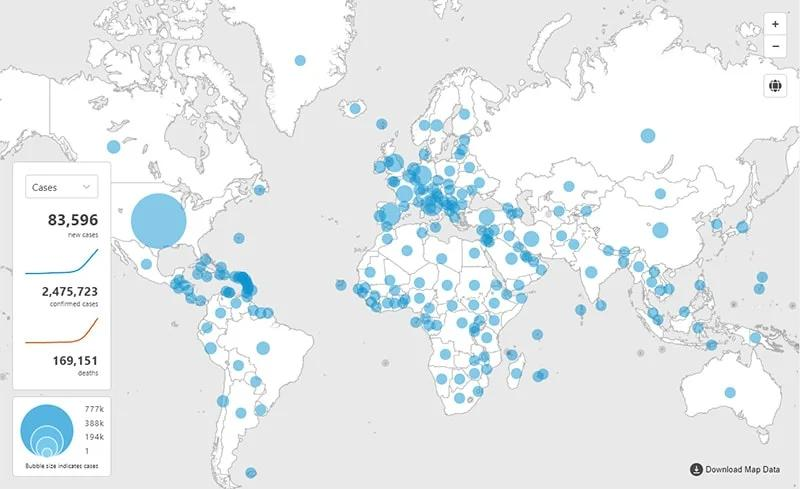 +
−
Cases
83,596
new cases
2,475,723
confirmed cases
169,151
deaths
777k
388k
194k
1
Bubble size indicates cases
Download Map Data